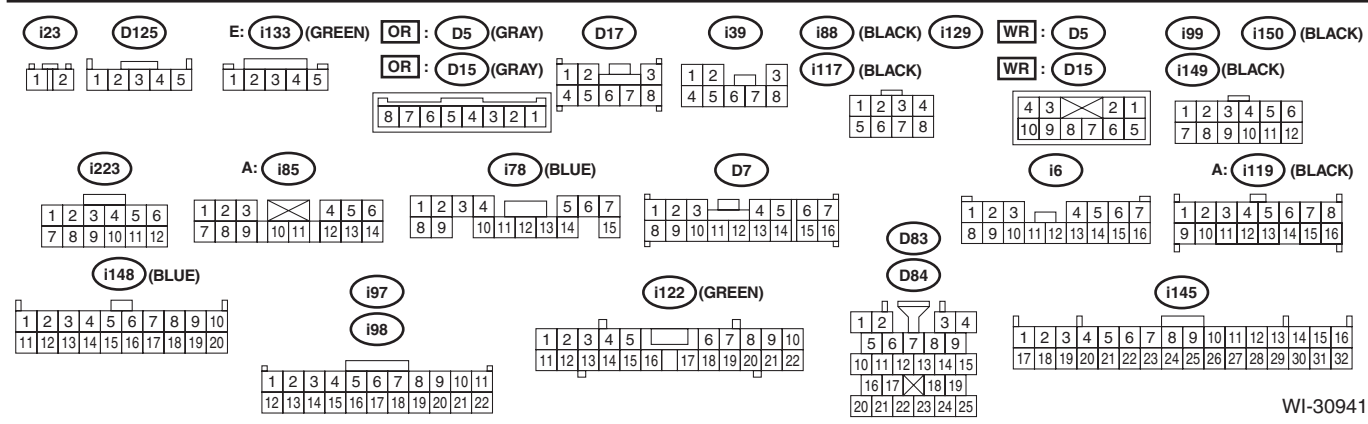 i23 D125 E: i133 (GREEN) OR : D5 (GRAY) D17 i39 i88 (BLACK) i129 WR : D5 i99 i150 (BLACK)
OR : D15 (GRAY) i117 (BLACK) WR : D15 i149 (BLACK)
1 2
1 2 3 4 5
1 2 3 4 5
8 7 6 5 4 3 2 1
1 2 3
4 5 6 7 8
1 2 3
4 5 6 7 8
1 2 3 4
5 6 7 8
4 3 2 1
10 9 8 7 6 5
1 2 3 4 5 6
7 8 9 10 11 12
i223 A: i85 i78 (BLUE) D7 i6 A: i119 (BLACK)
1 2 3 4 5 6
7 8 9 10 11 12
1 2 3 4 5 6
7 8 9 10 11 12 13 14
1 2 3 4 5 6 7
8 9 10 11 12 13 14 15
1 2 3 4 5 6 7
8 9 10 11 12 13 14 15 16
1 2 3 4 5 6 7
8 9 10 11 12 13 14 15 16
1 2 3 4 5 6 7 8
9 10 11 12 13 14 15 16
i148 (BLUE)
1 2 3 4 5 6 7 8 9 10
11 12 13 14 15 16 17 18 19 20
i97
i98
1 2 3 4 5 6 7 8 9 10 11
12 13 14 15 16 17 18 19 20 21 22
i122 (GREEN)
1 2 3 4 5 6 7 8 9 10
11 12 13 14 15 16 17 18 19 20 21 22
D83
D84
1 2 3 4
5 6 7 8 9
10 11 12 13 14 15
16 17 18 19
20 21 22 23 24 25
i145
1 2 3 4 5 6 7 8 9 10 11 12 13 14 15 16
17 18 19 20 21 22 23 24 25 26 27 28 29 30 31 32
WI-30941